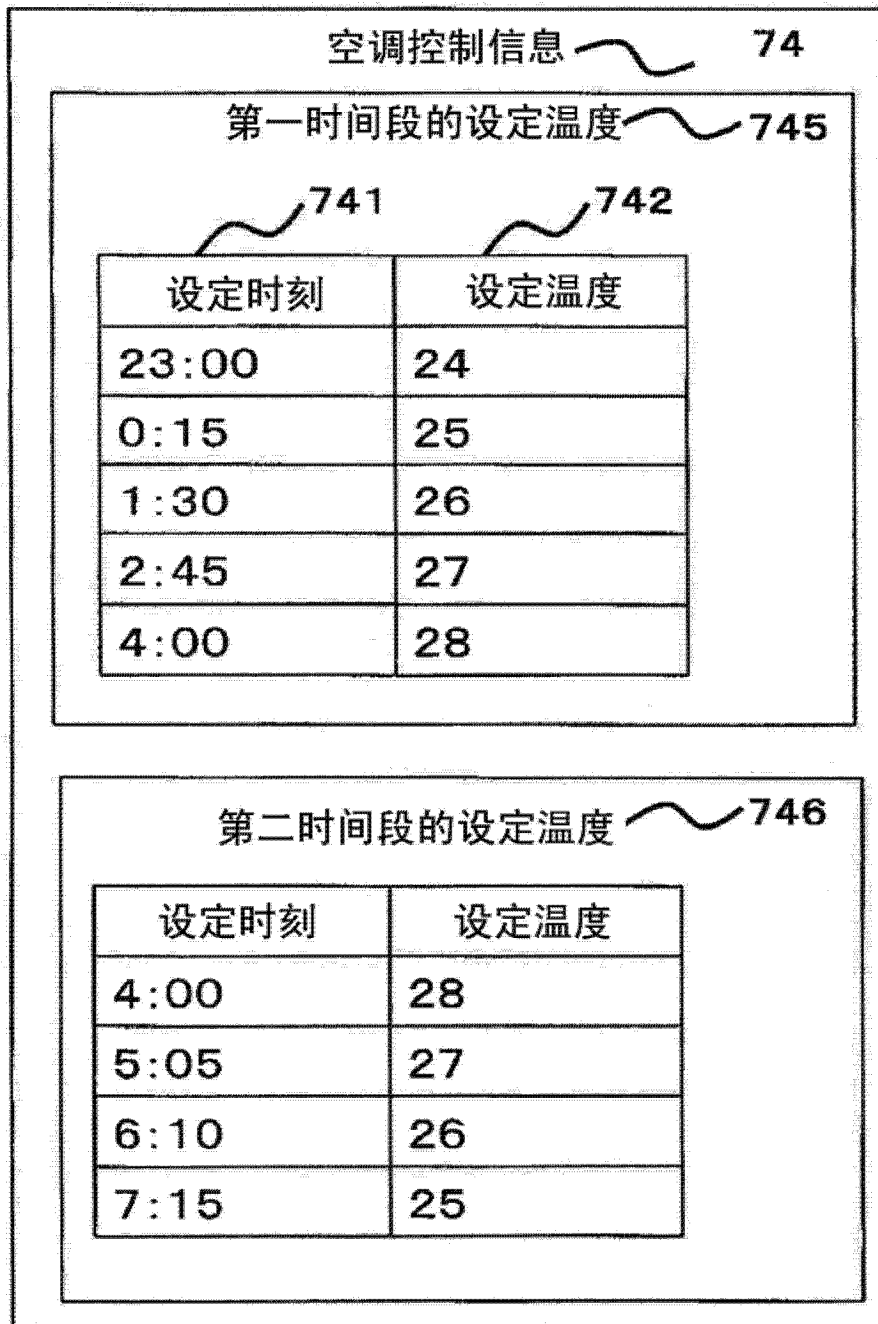 空调控制信息 74
第一时间段的设定温度 745
741 742
设定时刻 设定温度
23:00 24
0:15 25
1:30 26
2:45 27
4:00 28
第二时间段的设定温度 746
设定时刻 设定温度
4:00 28
5:05 27
6:10 26
7:15 25